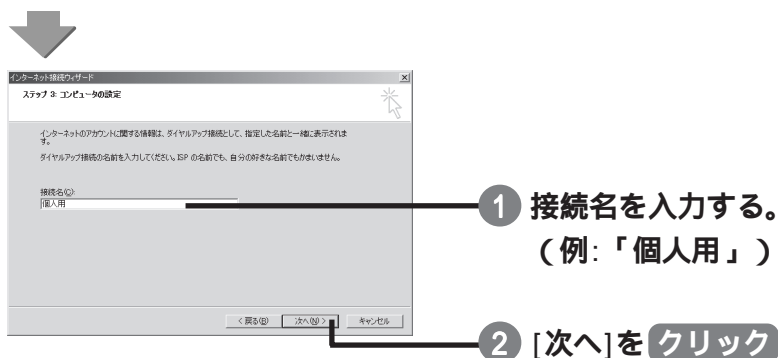 インターネット接続ウィザード
ステップ 3: コンピュータの設定
インターネットのアカウントに関する情報は、ダイヤルアップ接続として、指定した名前と一緒に表示されま
す。
ダイヤルアップ接続の名前を入力してください。ISP の名前でも、自分の好きな名前でもかまいません。
接続名(C):
個人用
1 接続名を入力する。
(例:「個人用」)
< 戻る(B) 次へ(N) > キャンセル
2 [次へ]を クリック